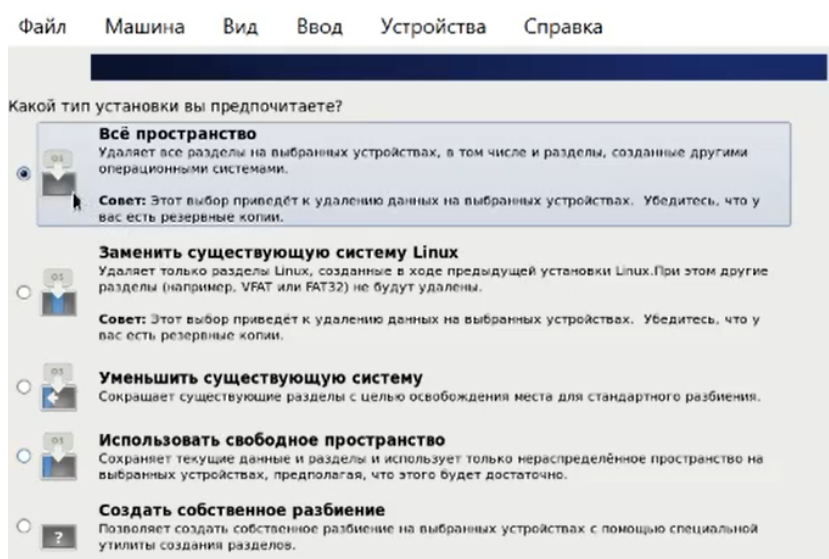 Файл Машина Вид Ввод Устройства Справка
Какой тип установки вы предпочитаете?
Всё пространство
Удаляет все разделы на выбранных устройствах, в том числе и разделы, созданные другими
операционными системами.
Совет: Этот выбор приведёт к удалению данных на выбранных устройствах. Убедитесь, что у
вас есть резервные копии.
Заменить существующую систему Linux
Удаляет только разделы Linux, созданные в ходе предыдущей установки Linux.При этом другие
разделы (например, VFAT или FAT32) не будут удалены.
Совет: Этот выбор приведёт к удалению данных на выбранных устройствах. Убедитесь, что у
вас есть резервные копии.
Уменьшить существующую систему
Сокращает существующие разделы с целью освобождения места для стандартного разбиения.
Использовать свободное пространство
Сохраняет текущие данные и разделы и использует только нераспределённое пространство на
выбранных устройствах, предполагая, что этого будет достаточно.
Создать собственное разбиение
Позволяет создать собственное разбиение на выбранных устройствах с помощью специальной
утилиты создания разделов.
OS
OS
OS
OS
?